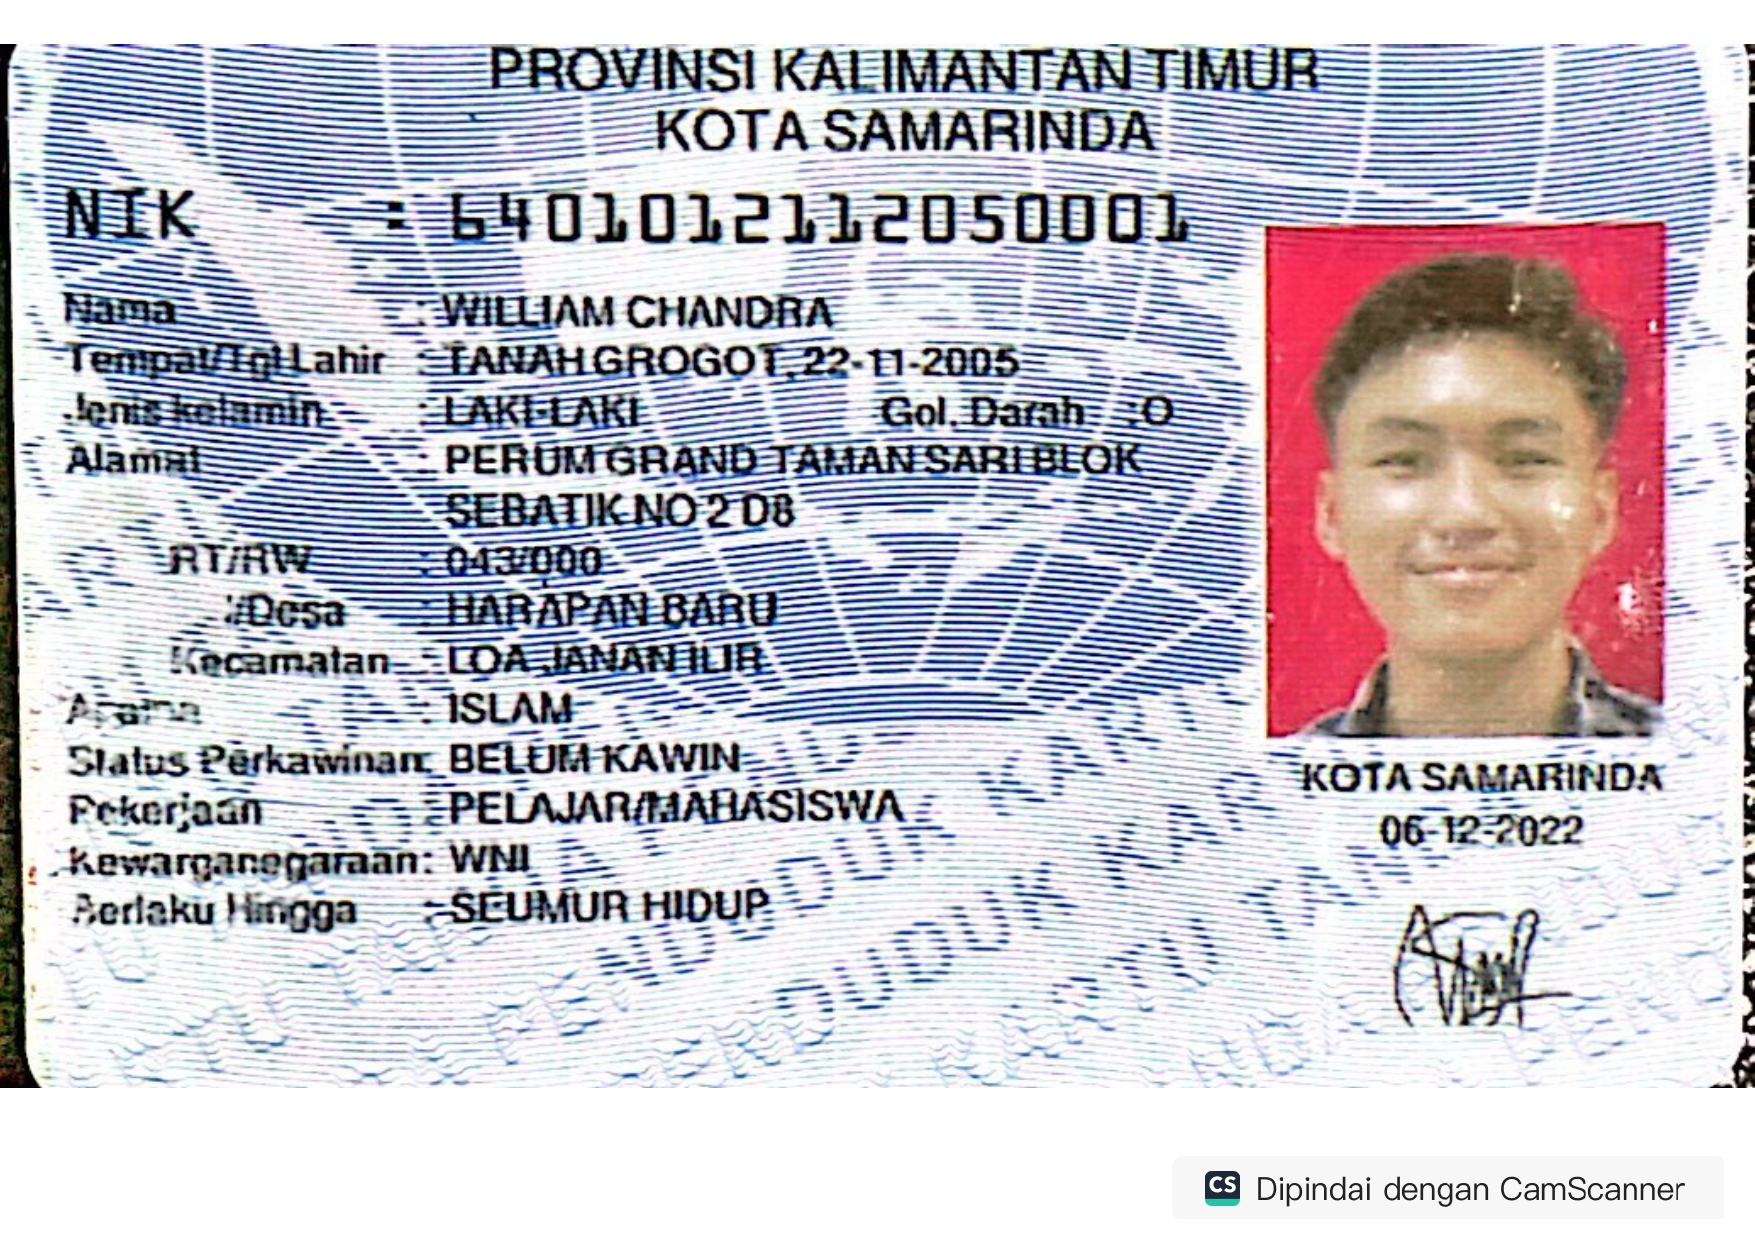 PROVINSI KALIMANTAN TIMUR
KOTA SAMARINDA
NIK : 6401012112050001
Nama : WILLIAM CHANDRA
Tempat/Tgl Lahir : TANAH GROGOT, 22-11-2005
Jenis kelamin : LAKI-LAKI Gol. Darah : O
Alamat : PERUM GRAND TAMAN SARI BLOK
SEBATIK NO 2 D8
RT/RW : 043/000
/Desa : HARAPAN BARU
Kecamatan : LOA JANAN ILIR
Agama : ISLAM
Status Perkawinan: BELUM KAWIN
Pekerjaan : PELAJAR/MAHASISWA
Kewarganegaraan: WNI
Berlaku Hingga : SEUMUR HIDUP
KOTA SAMARINDA
06-12-2022
CS Dipindai dengan CamScanner